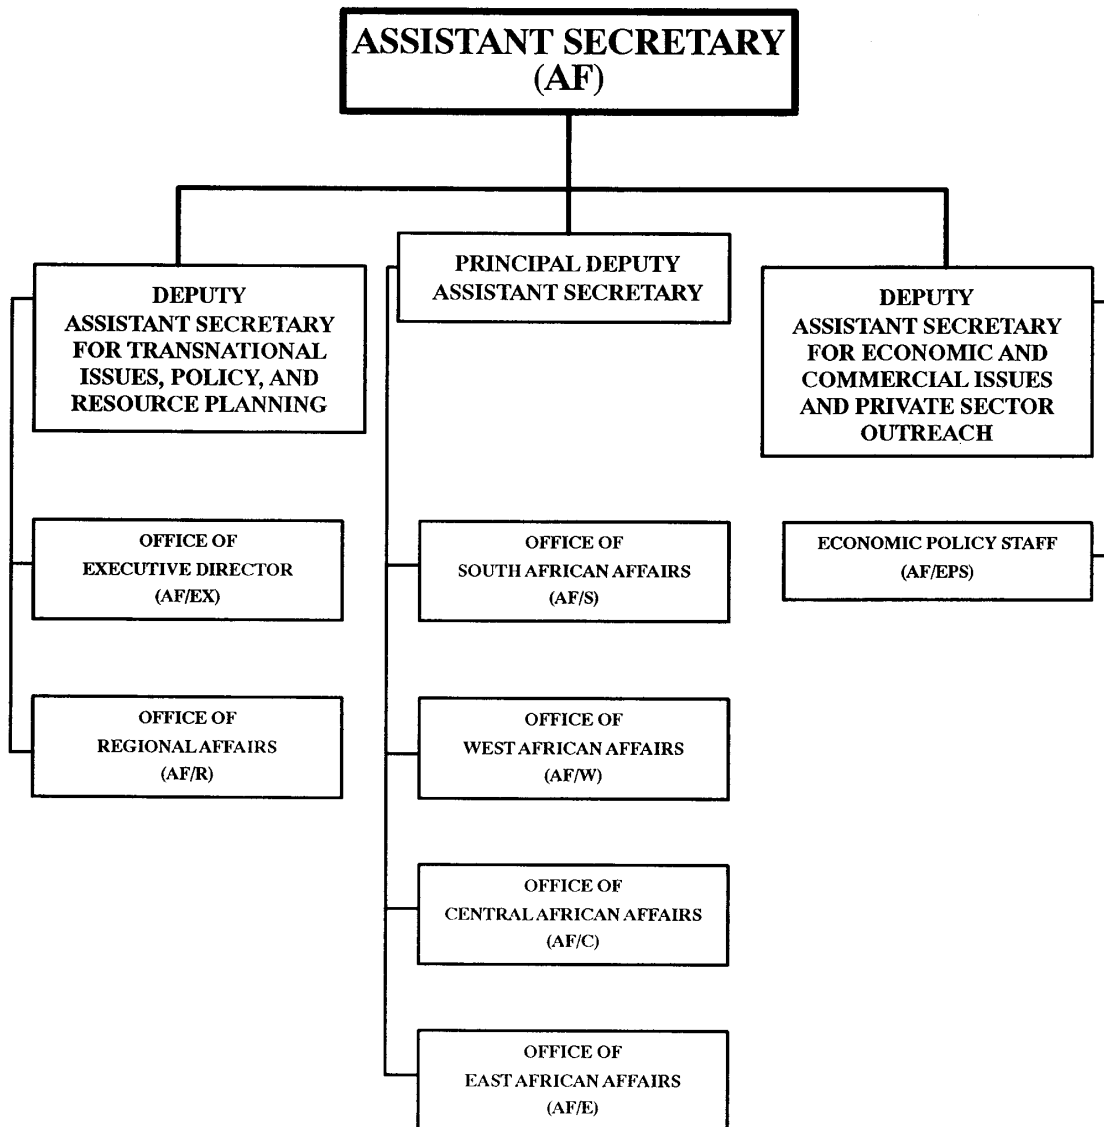 ASSISTANT SECRETARY
(AF)
DEPUTY
ASSISTANT SECRETARY
FOR TRANSNATIONAL
ISSUES, POLICY, AND
RESOURCE PLANNING
PRINCIPAL DEPUTY
ASSISTANT SECRETARY
DEPUTY
ASSISTANT SECRETARY
FOR ECONOMIC AND
COMMERCIAL ISSUES
AND PRIVATE SECTOR
OUTREACH
OFFICE OF
EXECUTIVE DIRECTOR
(AF/EX)
OFFICE OF
SOUTH AFRICAN AFFAIRS
(AF/S)
ECONOMIC POLICY STAFF
(AF/EPS)
OFFICE OF
REGIONAL AFFAIRS
(AF/R)
OFFICE OF
WEST AFRICAN AFFAIRS
(AF/W)
OFFICE OF
CENTRAL AFRICAN AFFAIRS
(AF/C)
OFFICE OF
EAST AFRICAN AFFAIRS
(AF/E)